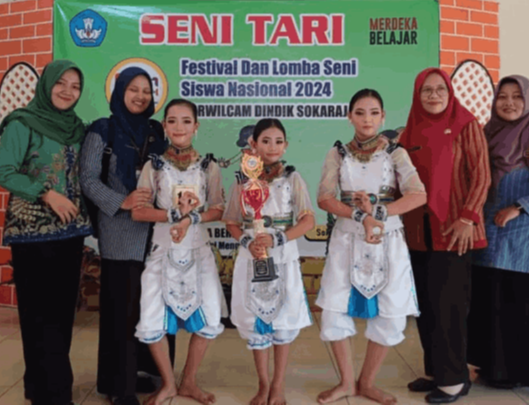 SENI TARI
MERDEKA
BELAJAR
Festival Dan Lomba Seni
Siswa Nasional 2024
KORWILCAM DINDIK SOKARAJA